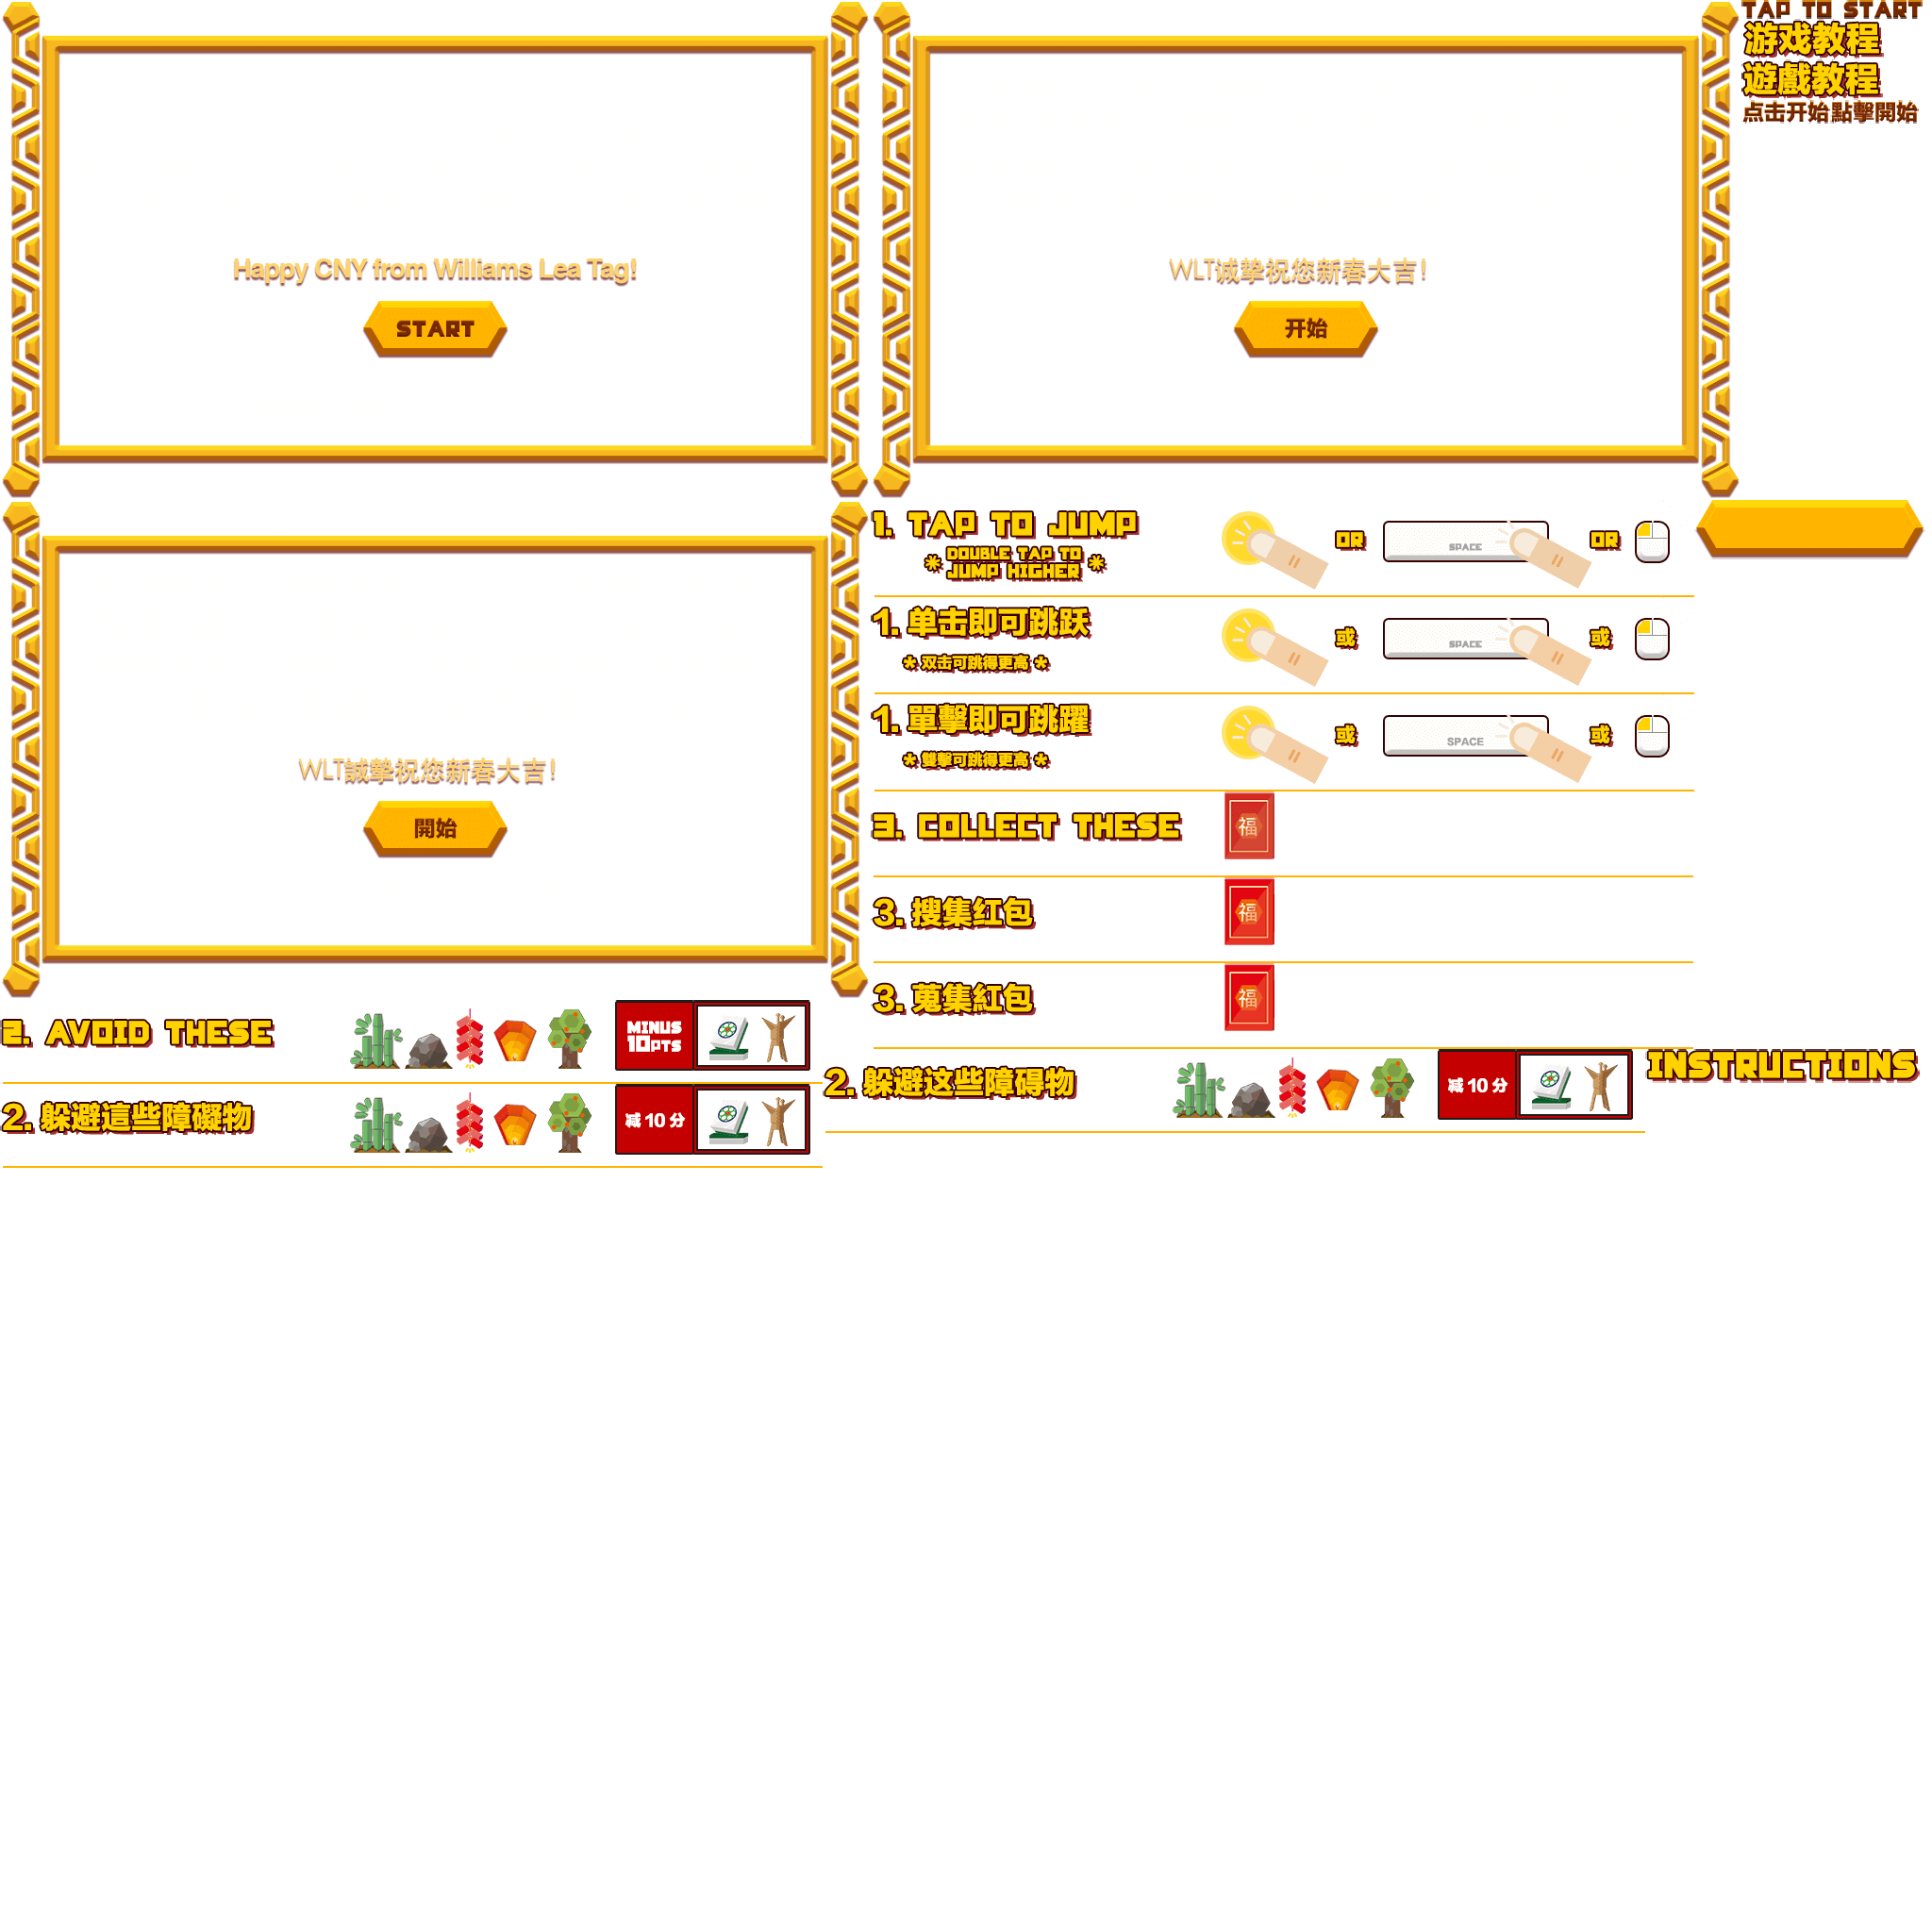 Happy CNY from Williams Lea Tag!
START
WLT诚挚祝您新春大吉!
开始
TAP TO START
游戏教程
遊戲教程
点击开始點擊開始
WLT誠摯祝您新春大吉!
開始
1. TAP TO JUMP
* DOUBLE TAP TO
JUMP HIGHER *
OR
SPACE
OR
1. 单击即可跳跃
* 双击可跳得更高 *
或
SPACE
或
1. 單擊即可跳躍
* 雙擊可跳得更高 *
或
SPACE
或
3. COLLECT THESE
福
3. 搜集红包
福
3. 蒐集紅包
福
2. AVOID THESE
MINUS
10PTS
2. 躲避這些障礙物
减 10 分
2. 躲避这些障碍物
减 10 分
INSTRUCTIONS